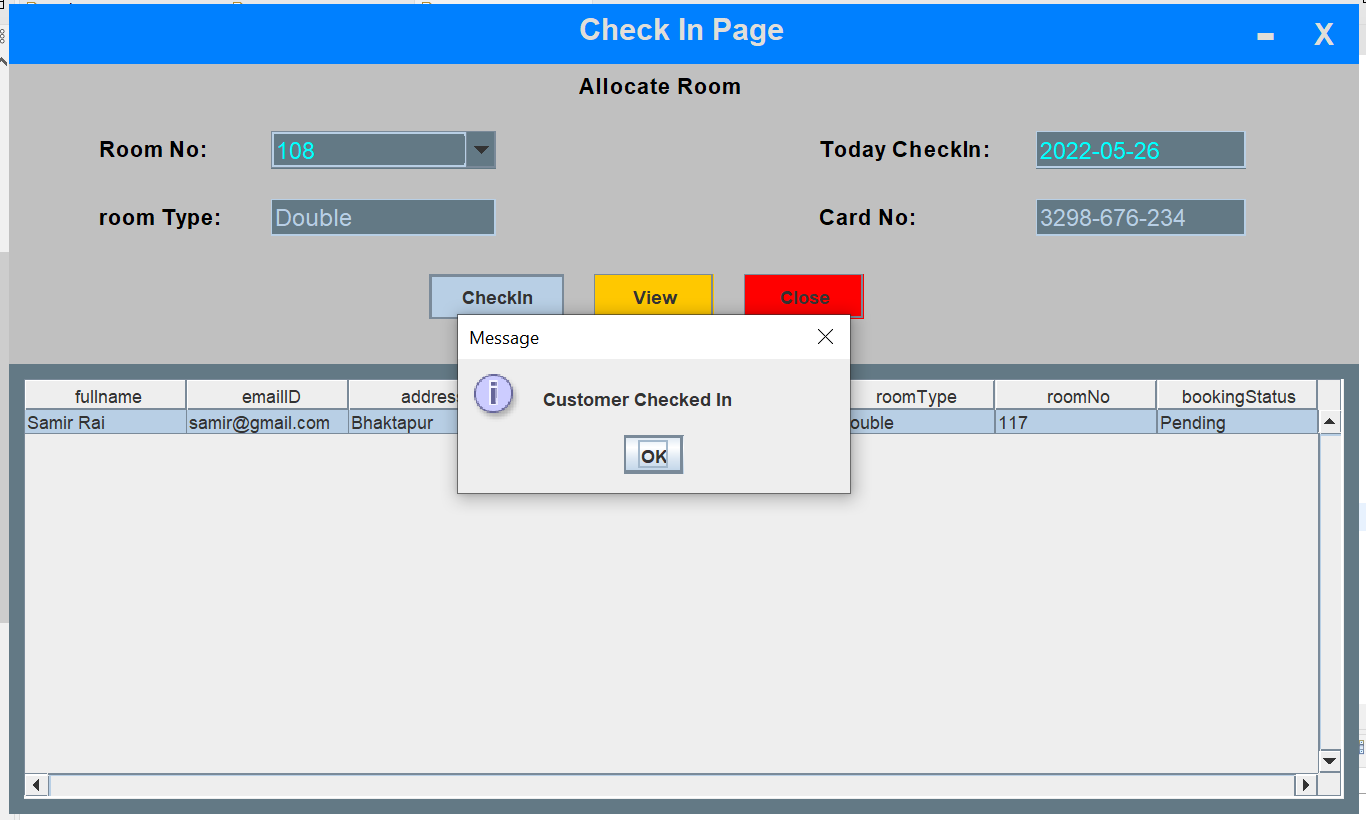 Check In Page
- X
Allocate Room
Room No: 108 Today CheckIn: 2022-05-26
room Type: Double Card No: 3298-676-234
CheckIn View Close
Message
i Customer Checked In
OK
fullname emailID addres roomType roomNo bookingStatus
Samir Rai samir@gmail.com Bhaktapur ouble 117 Pending